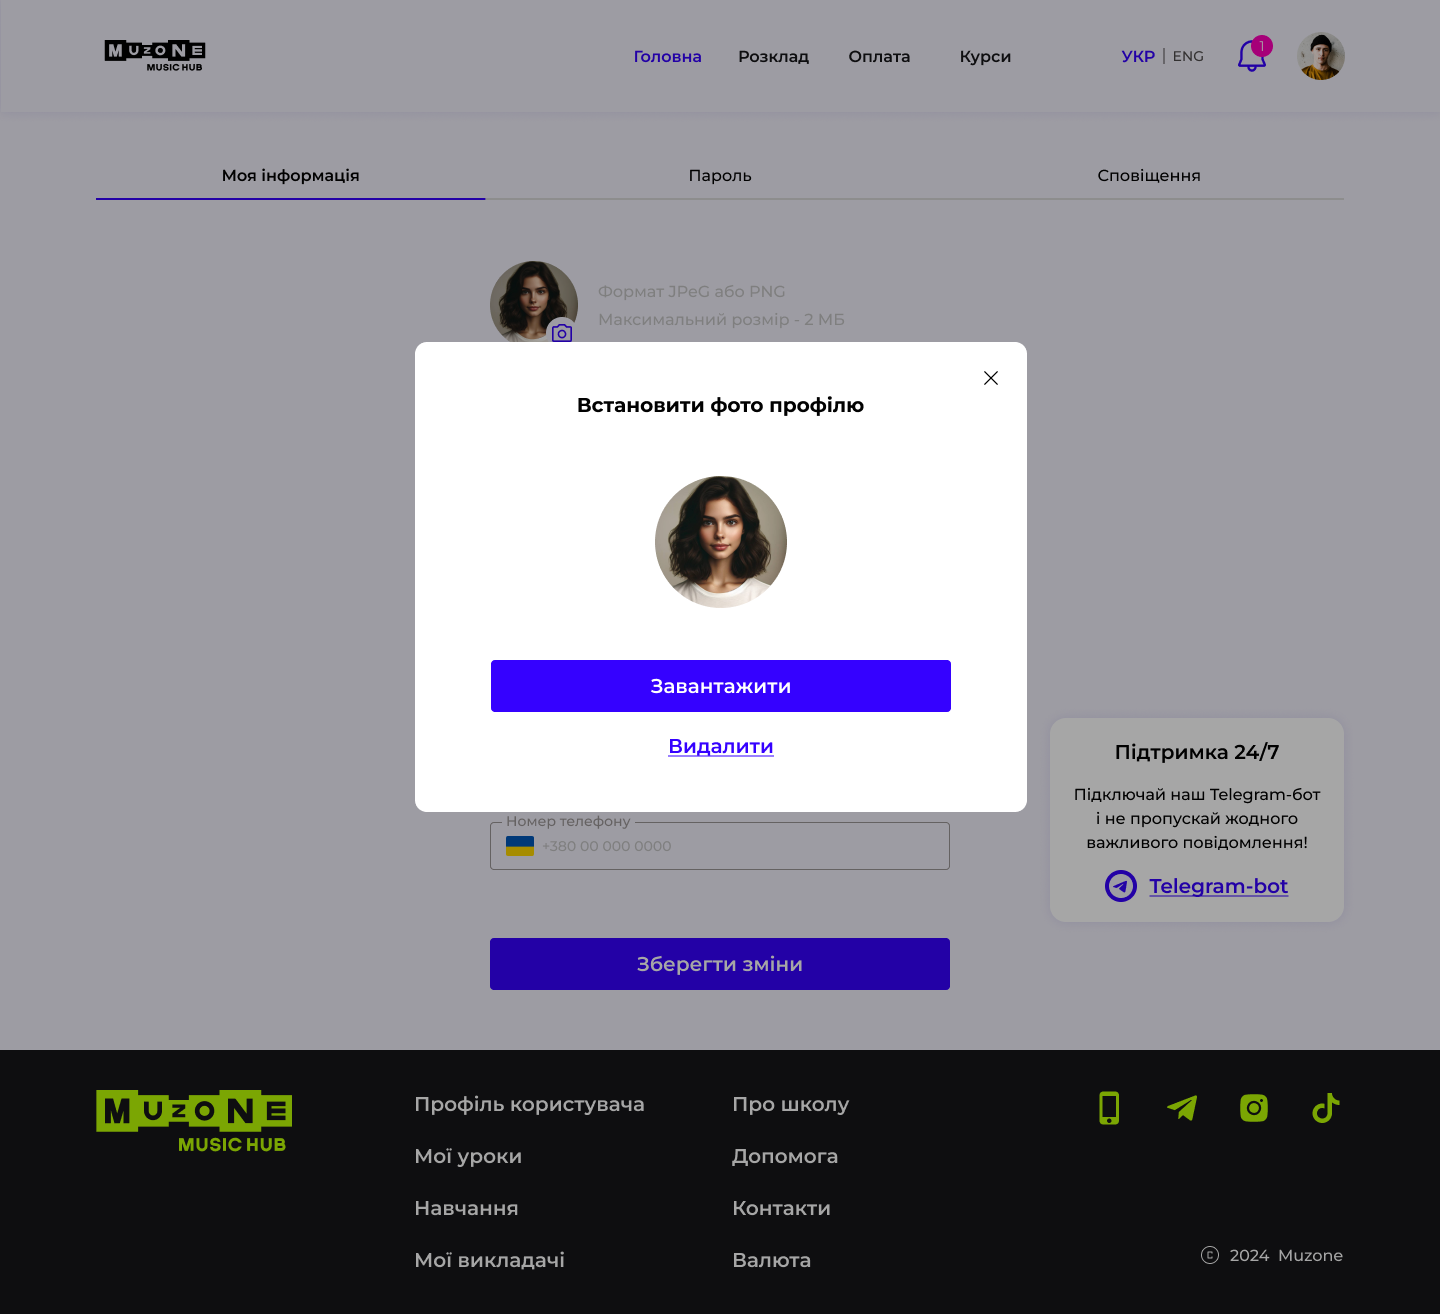 MUZONE
MUSIC HUB
Головна
Розклад
Оплата
Курси
УКР | ENG
1
Моя інформація
Пароль
Сповіщення
Формат JPeG або PNG
Максимальний розмір - 2 МБ
Встановити фото профілю
Завантажити
Видалити
Номер телефону
+380 00 000 0000
Зберегти зміни
Підтримка 24/7
Підключай наш Telegram-бот
і не пропускай жодного
важливого повідомлення!
Telegram-bot
MUZONE
MUSIC HUB
Профіль користувача
Мої уроки
Навчання
Мої викладачі
Про школу
Допомога
Контакти
Валюта
© 2024 Muzone